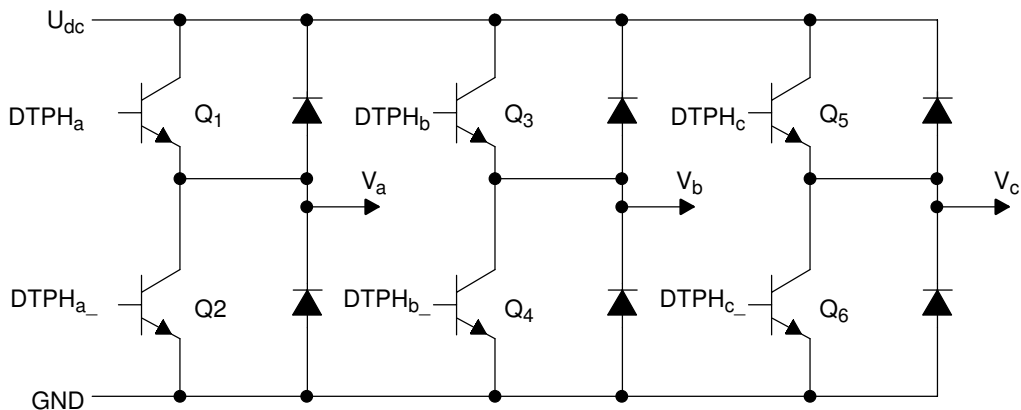 U_dc
DTPH_a Q_1 DTPH_b Q_3 DTPH_c Q_5
V_a V_b V_c
DTPH_a_ Q2 DTPH_b_ Q_4 DTPH_c_ Q_6
GND